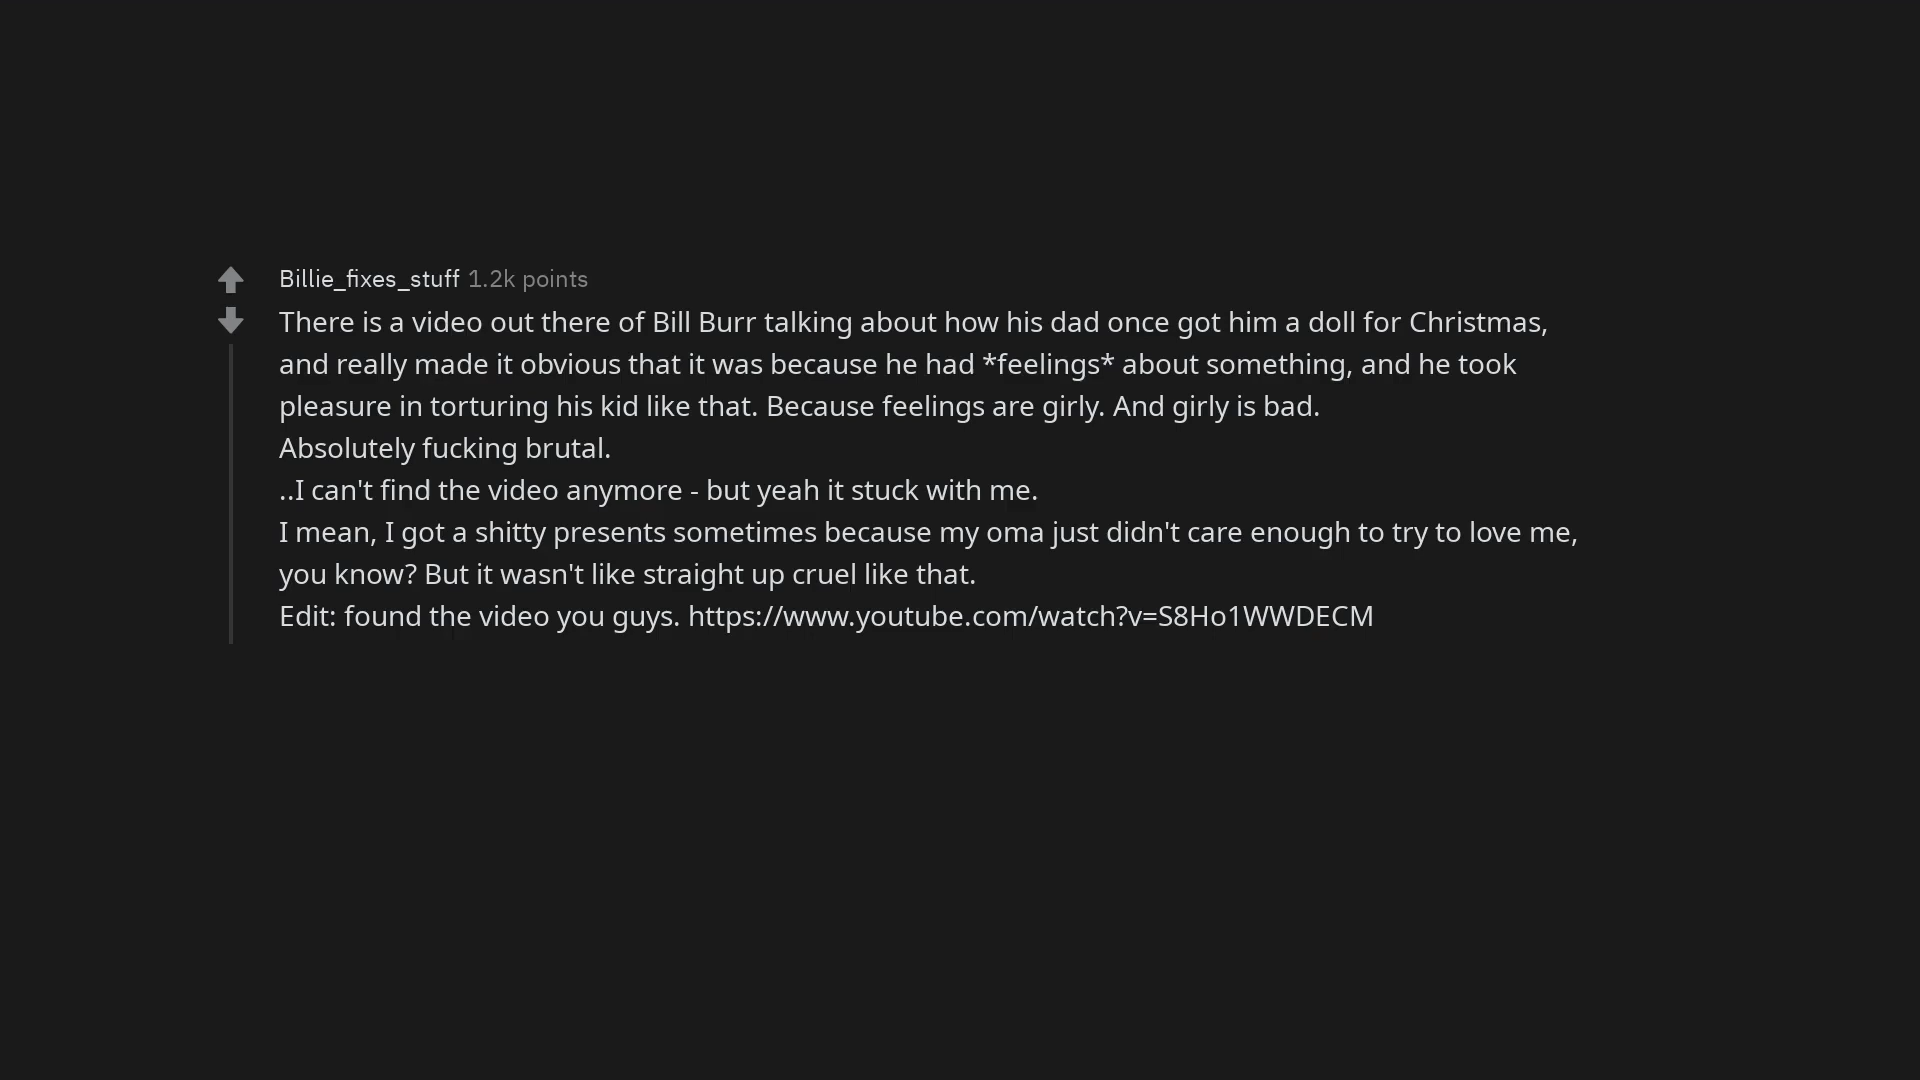 Billie_fixes_stuff 1.2k points
There is a video out there of Bill Burr talking about how his dad once got him a doll for Christmas,
and really made it obvious that it was because he had *feelings* about something, and he took
pleasure in torturing his kid like that. Because feelings are girly. And girly is bad.
Absolutely fucking brutal.
..I can't find the video anymore - but yeah it stuck with me.
I mean, I got a shitty presents sometimes because my oma just didn't care enough to try to love me,
you know? But it wasn't like straight up cruel like that.
Edit: found the video you guys. https://www.youtube.com/watch?v=S8Ho1WWDECM